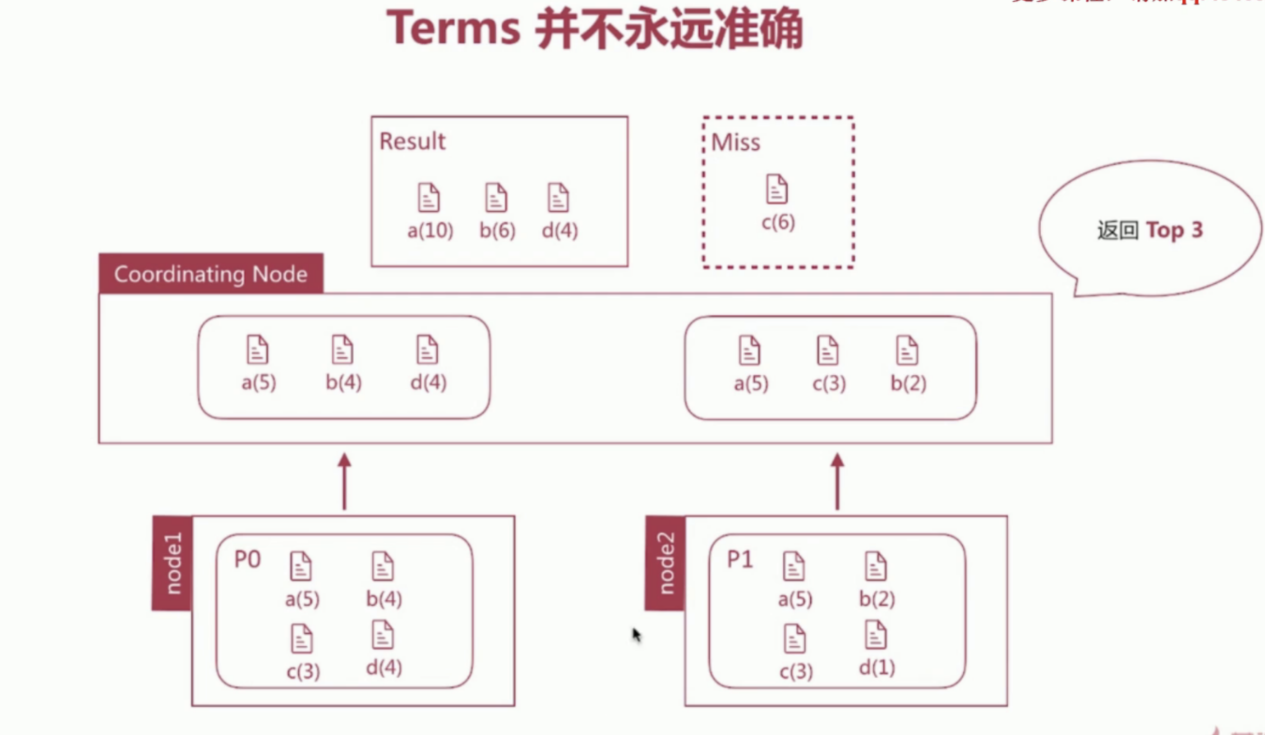 Terms 并不永远准确
Result
a(10) b(6) d(4)
Miss
c(6)
返回 Top 3
Coordinating Node
a(5) b(4) d(4)
a(5) c(3) b(2)
node1
P0
a(5) b(4)
c(3) d(4)
node2
P1
a(5) b(2)
c(3) d(1)